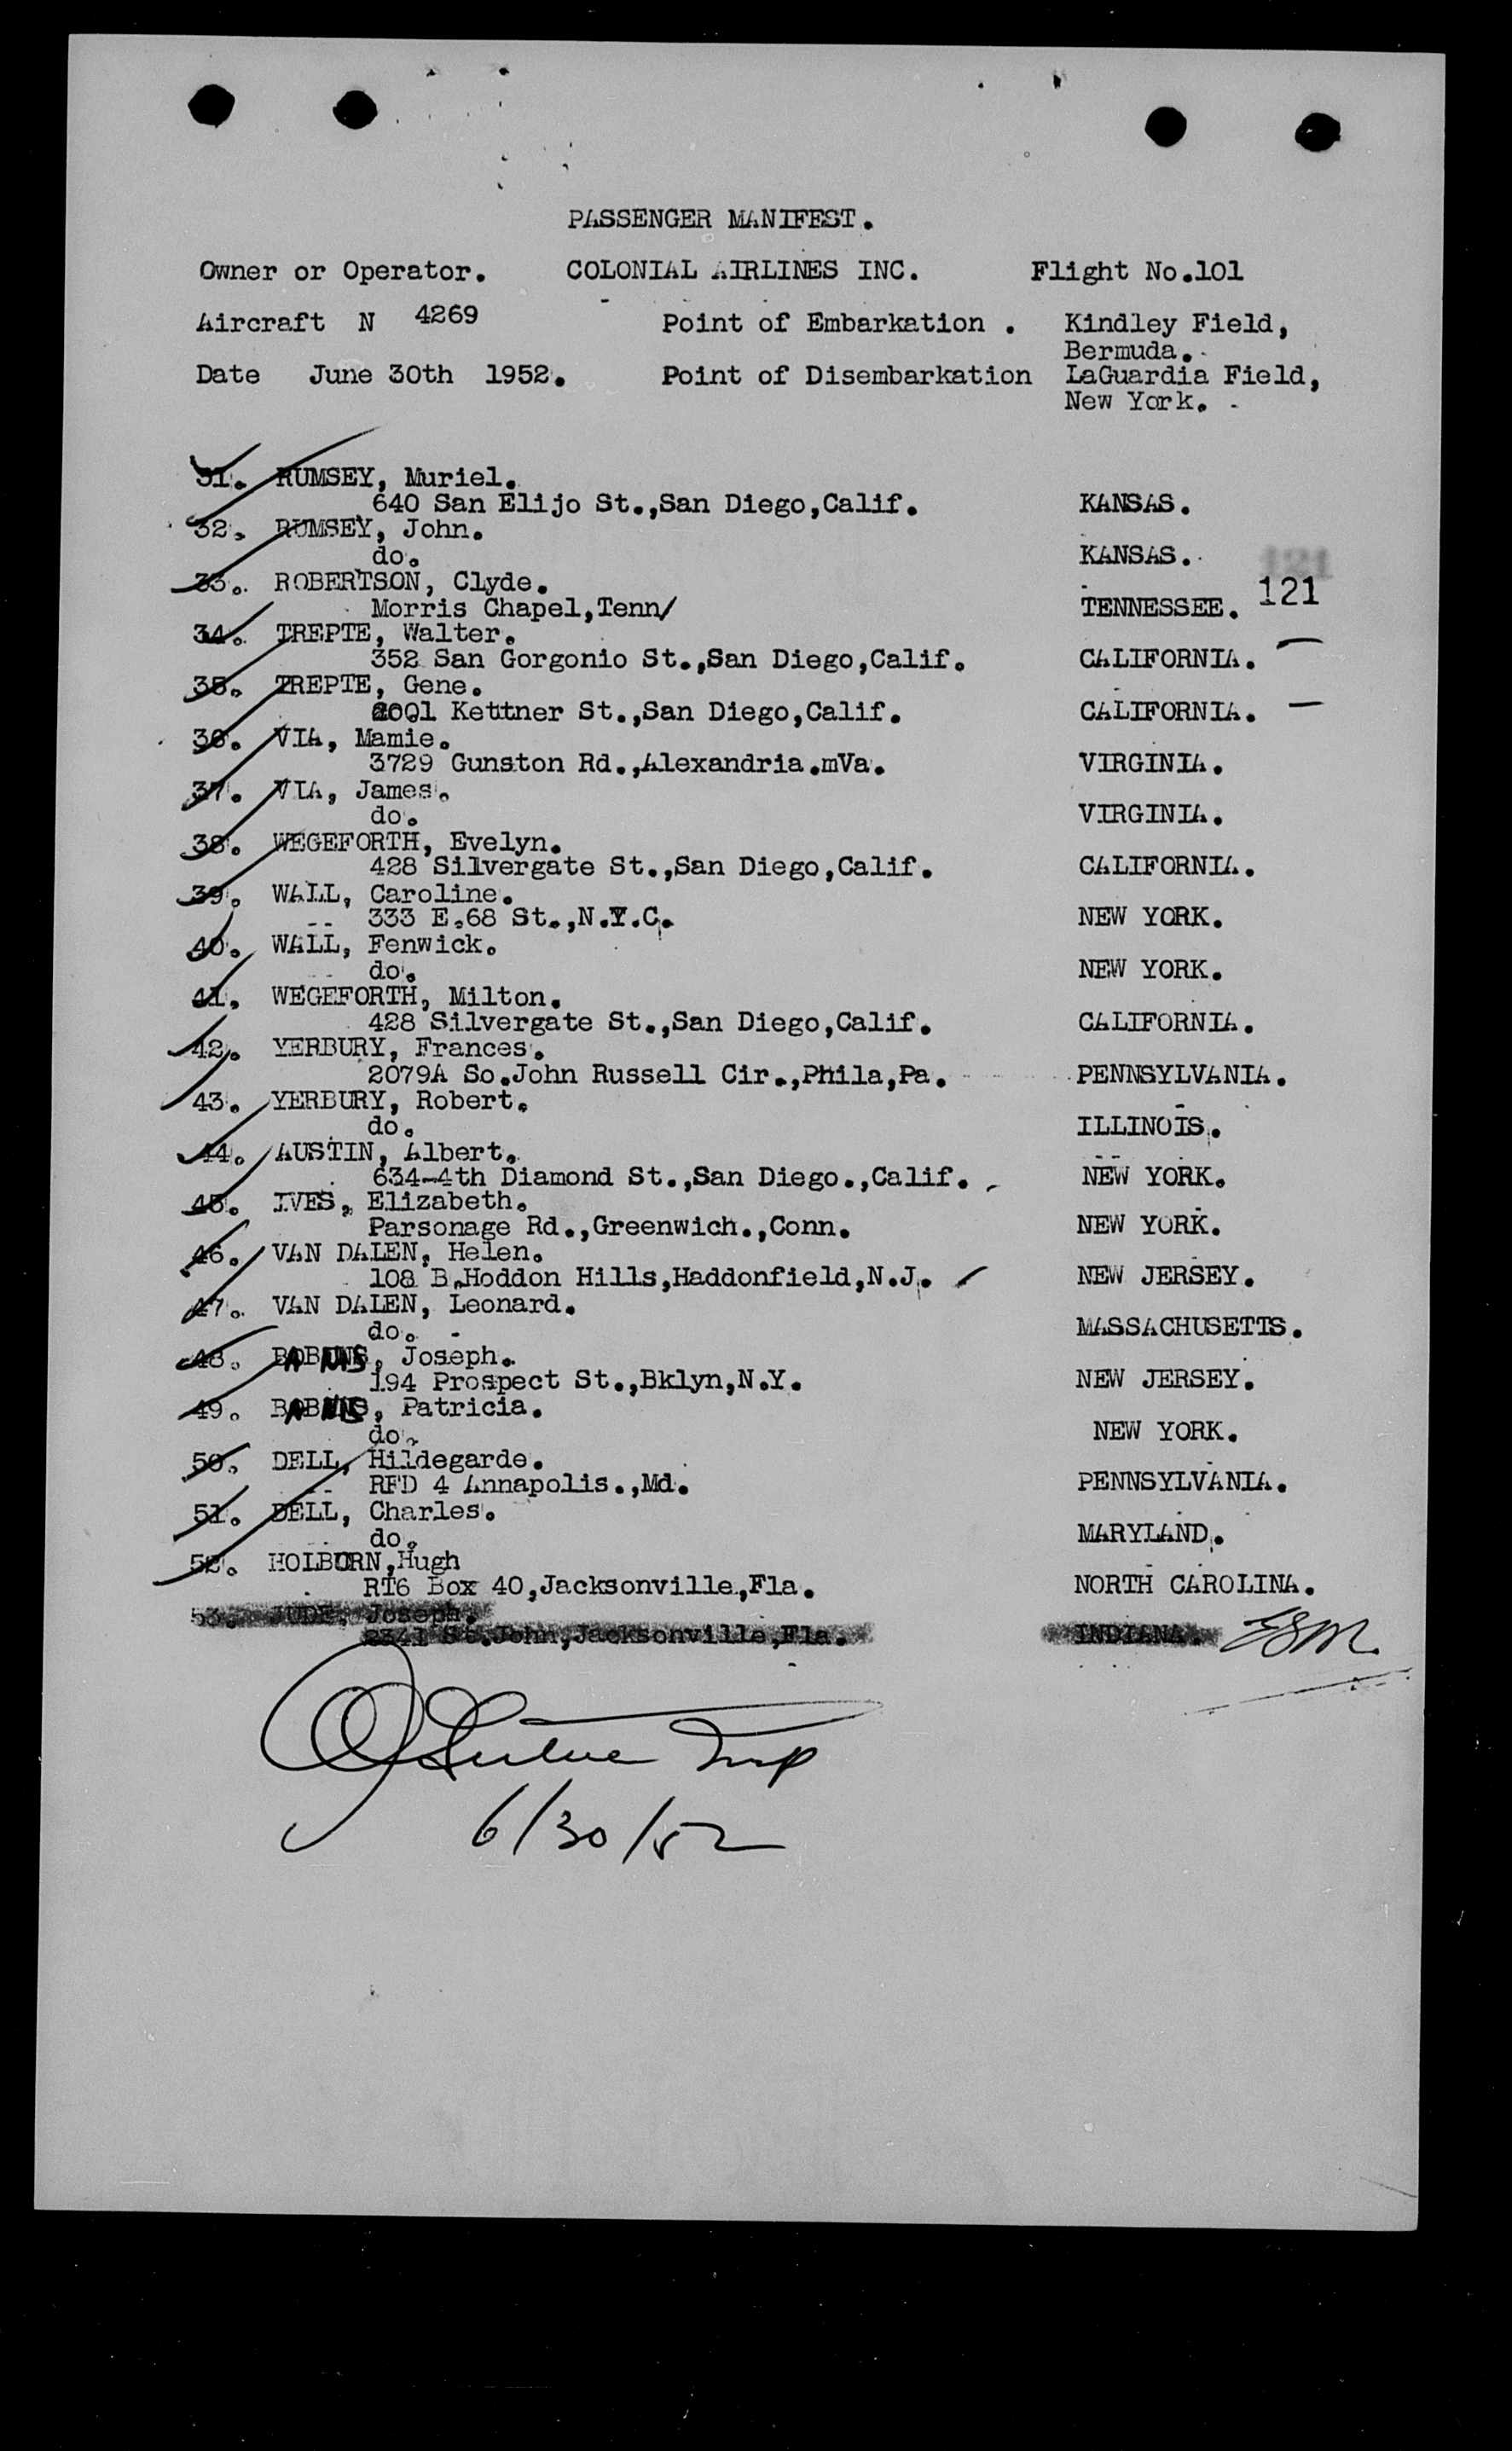 PASSENGER MANIFEST.
Owner or Operator. COLONIAL AIRLINES INC. Flight No.101
Aircraft N 4269 Point of Embarkation . Kindley Field,
Bermuda.
Date June 30th 1952. Point of Disembarkation LaGuardia Field,
New York.
31. RUMSEY, Muriel.
640 San Elijo St.,San Diego,Calif. KANSAS.
32. RUMSEY, John.
do. KANSAS.
121
33. ROBERTSON, Clyde.
Morris Chapel,Tenn/ TENNESSEE. 121
34. TREPTE, Walter.
352 San Gorgonio St.,San Diego,Calif. CALIFORNIA. —
35. TREPTE, Gene.
2001 Kettner St.,San Diego,Calif. CALIFORNIA. —
36. VIA, Mamie.
3729 Gunston Rd.,Alexandria.mVa. VIRGINIA.
37. VIA, James.
do. VIRGINIA.
38. WEGEFORTH, Evelyn.
428 Silvergate St.,San Diego,Calif. CALIFORNIA.
39. WALL, Caroline.
333 E.68 St.,N.Y.C. NEW YORK.
40. WALL, Fenwick.
do. NEW YORK.
41. WEGEFORTH, Milton.
428 Silvergate St.,San Diego,Calif. CALIFORNIA.
42. YERBURY, Frances.
2079A So.John Russell Cir.,Phila,Pa. PENNSYLVANIA.
43. YERBURY, Robert.
do. ILLINOIS.
44. AUSTIN, Albert.
634-4th Diamond St.,San Diego.,Calif. NEW YORK.
45. IVES, Elizabeth.
Parsonage Rd.,Greenwich.,Conn. NEW YORK.
46. VAN DALEN, Helen.
108 B.Hoddon Hills,Haddonfield,N.J. NEW JERSEY.
47. VAN DALEN, Leonard.
do. MASSACHUSETTS.
48. Joseph.
194 Prospect St.,Bklyn,N.Y. NEW JERSEY.
49. Patricia.
do. NEW YORK.
50. DELL, Hildegarde.
RFD 4 Annapolis.,Md. PENNSYLVANIA.
51. DELL, Charles.
do. MARYLAND.
52. HOLBURN,Hugh
RT6 Box 40,Jacksonville,Fla. NORTH CAROLINA.
53. JUDE, Joseph.
2341 St.John,Jacksonville,Fla. INDIANA. ESM
6/30/52